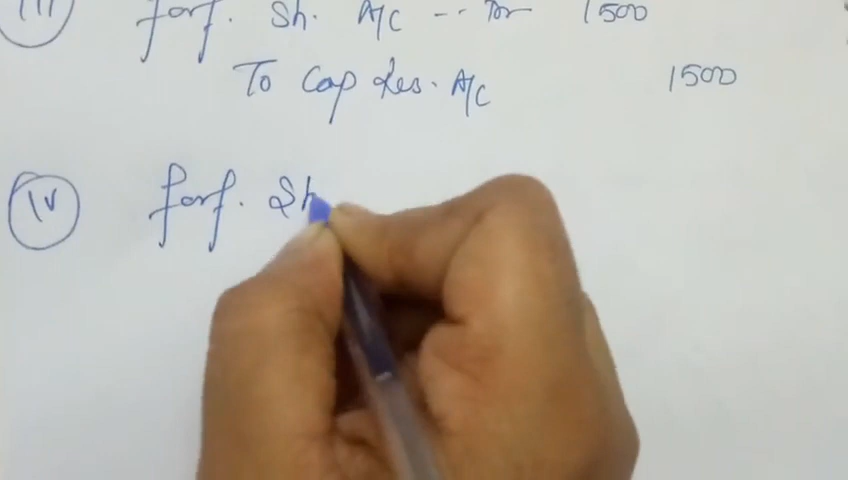 (iii) forf. Sh. A/C -- Dr 1500
To Cap Res. A/C 1500
(iv) forf. Sh